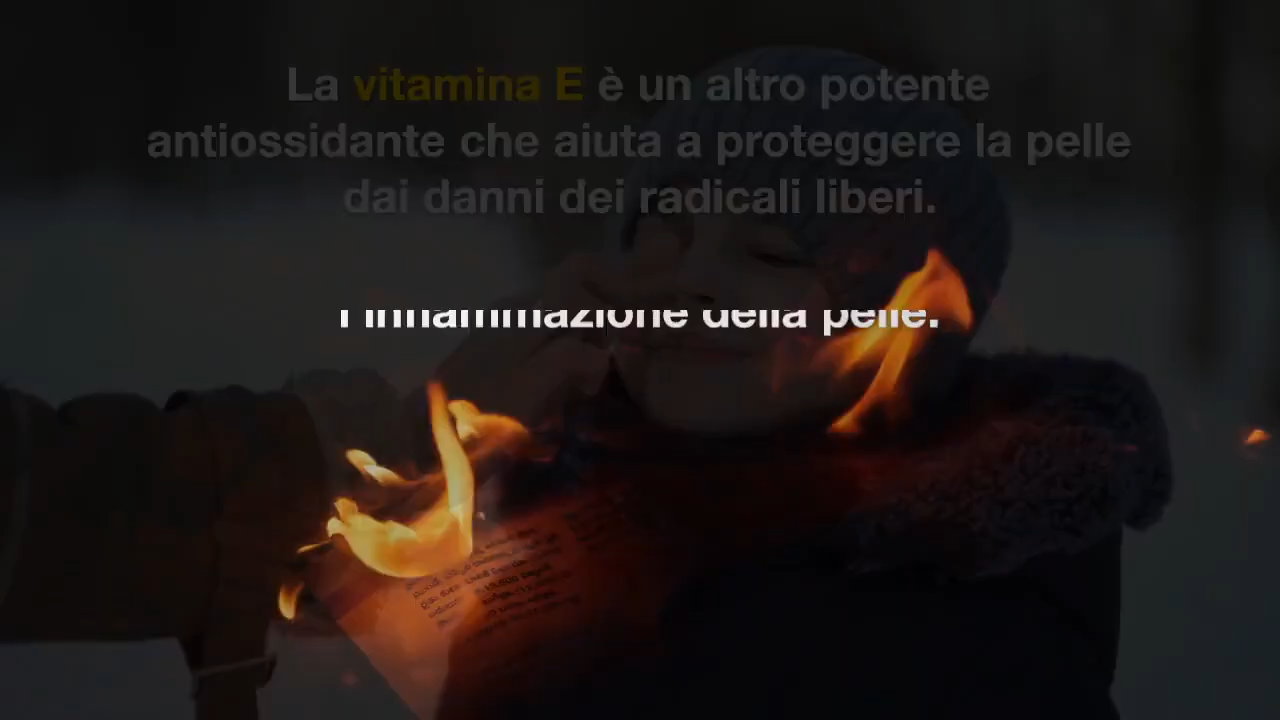 La vitamina E è un altro potente
antiossidante che aiuta a proteggere la pelle
dai danni dei radicali liberi.
l'infiammazione della pelle.